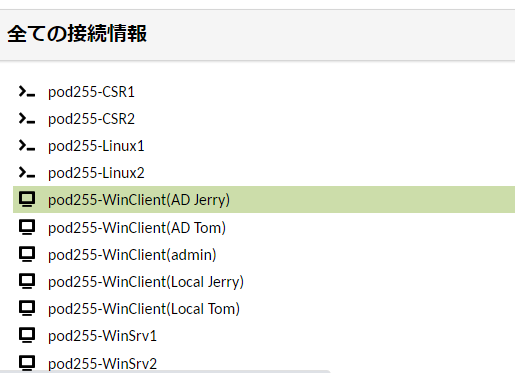 全ての接続情報
pod255-CSR1
pod255-CSR2
pod255-Linux1
pod255-Linux2
pod255-WinClient(AD Jerry)
pod255-WinClient(AD Tom)
pod255-WinClient(admin)
pod255-WinClient(Local Jerry)
pod255-WinClient(Local Tom)
pod255-WinSrv1
pod255-WinSrv2